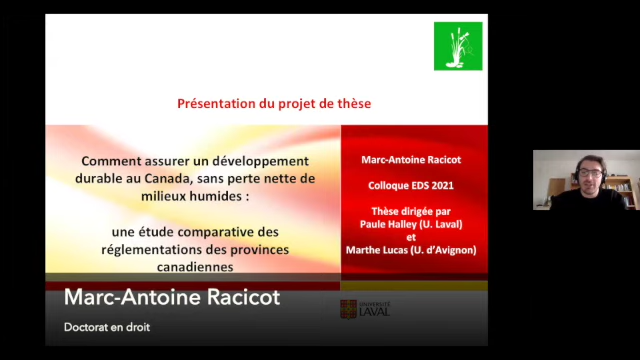 Présentation du projet de thèse
Comment assurer un développement
durable au Canada, sans perte nette de
milieux humides :
une étude comparative des
réglementations des provinces
canadiennes
Marc-Antoine Racicot
Colloque EDS 2021
Thèse dirigée par
Paule Halley (U. Laval)
et
Marthe Lucas (U. d'Avignon)
Marc-Antoine Racicot
Doctorat en droit
UNIVERSITÉ
LAVAL